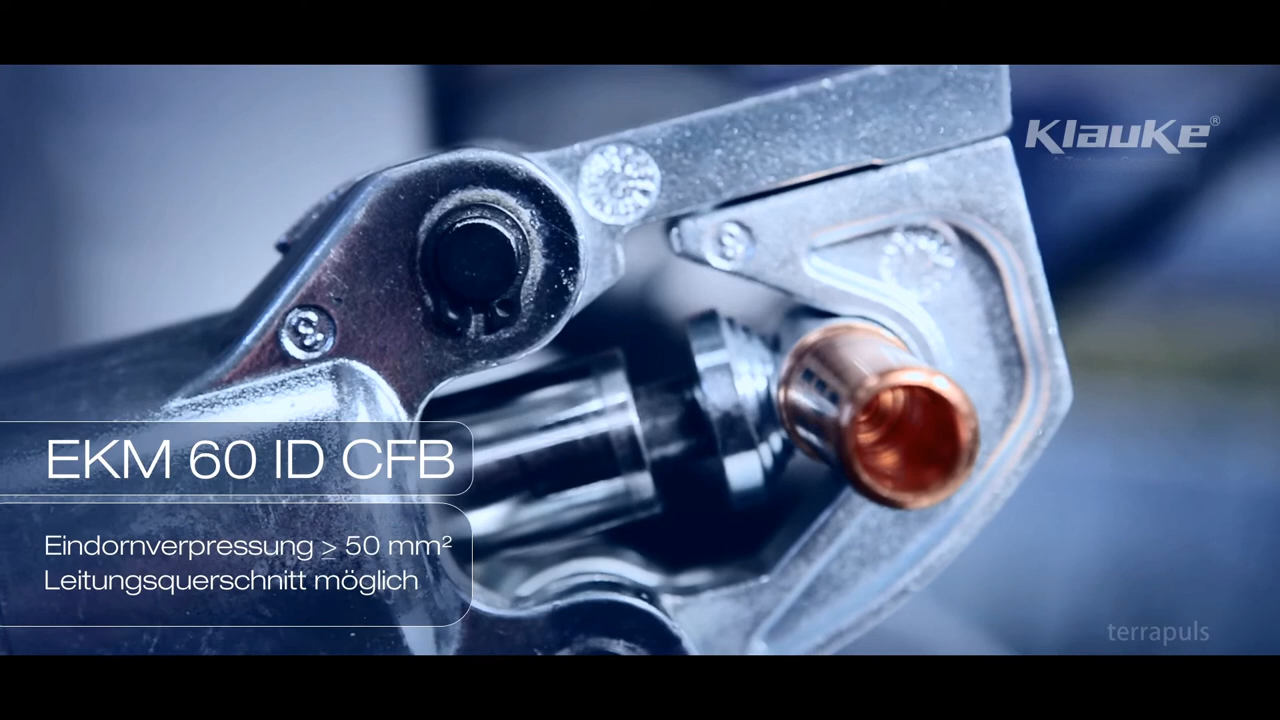 Klauke®
EKM 60 ID CFB
Eindornverpressung ≥ 50 mm²
Leitungsquerschnitt möglich
terrapuls